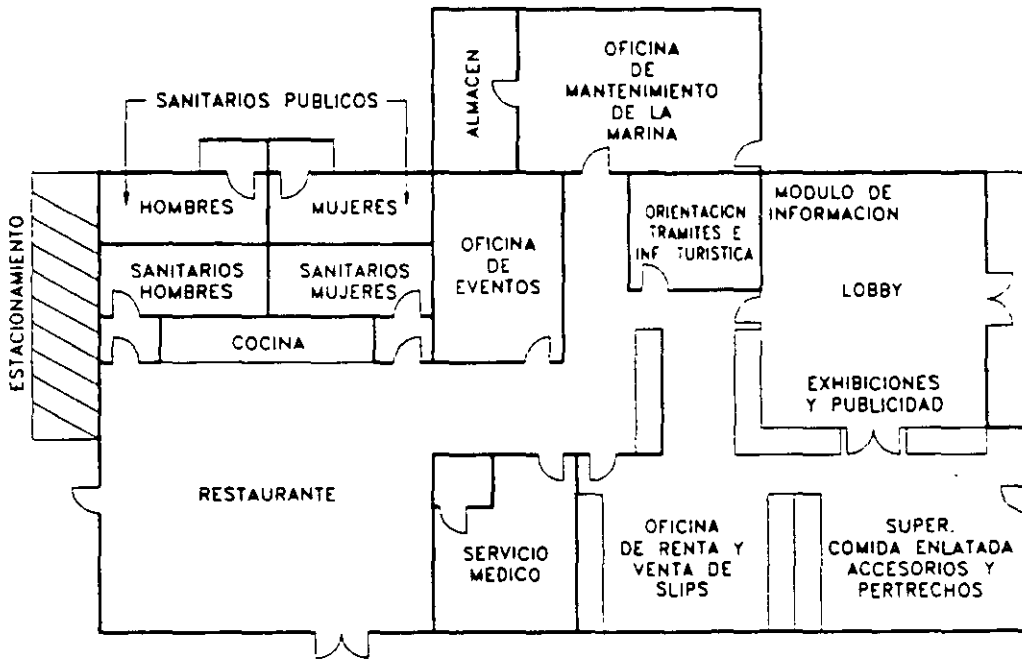 OFICINA
DE
MANTENIMIENTO
DE LA
MARINA
ALMACEN
SANITARIOS PUBLICOS
HOMBRES
MUJERES
ESTACIONAMIENTO
SANITARIOS
HOMBRES
SANITARIOS
MUJERES
COCINA
OFICINA
DE
EVENTOS
ORIENTACION
TRAMITES E
INF. TURISTICA
MODULO DE
INFORMACION
LOBBY
EXHIBICIONES
Y PUBLICIDAD
RESTAURANTE
SERVICIO
MEDICO
OFICINA
DE RENTA Y
VENTA DE
SLIPS
SUPER.
COMIDA ENLATADA
ACCESORIOS Y
PERTRECHOS